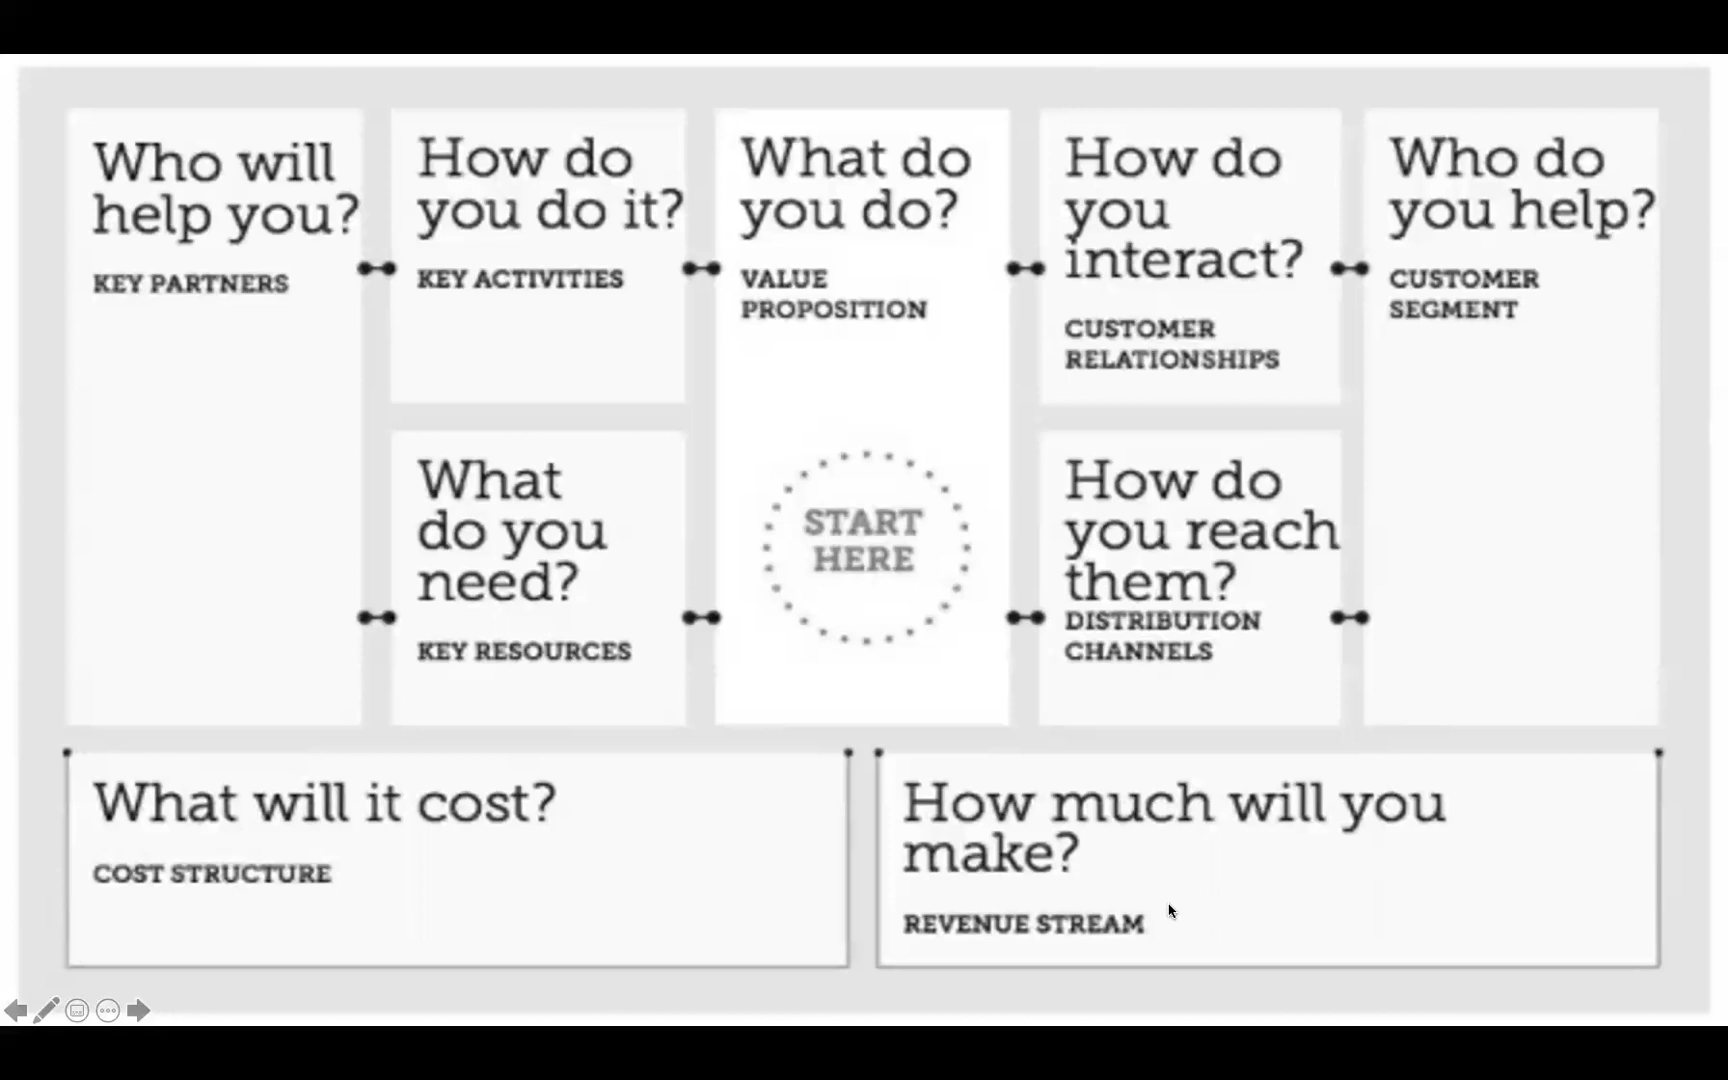 Who will
help you?
KEY PARTNERS
How do
you do it?
KEY ACTIVITIES
What
do you
need?
KEY RESOURCES
What do
you do?
VALUE
PROPOSITION
START
HERE
How do
you
interact?
CUSTOMER
RELATIONSHIPS
How do
you reach
them?
DISTRIBUTION
CHANNELS
Who do
you help?
CUSTOMER
SEGMENT
What will it cost?
COST STRUCTURE
How much will you
make?
REVENUE STREAM